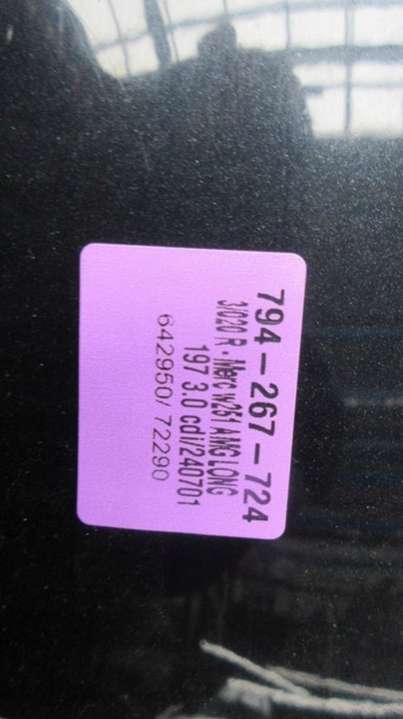 794-267-724
3/020 R - Merc w251 AMG LONG
197 3.0 cdi/240701
642950/ 72290